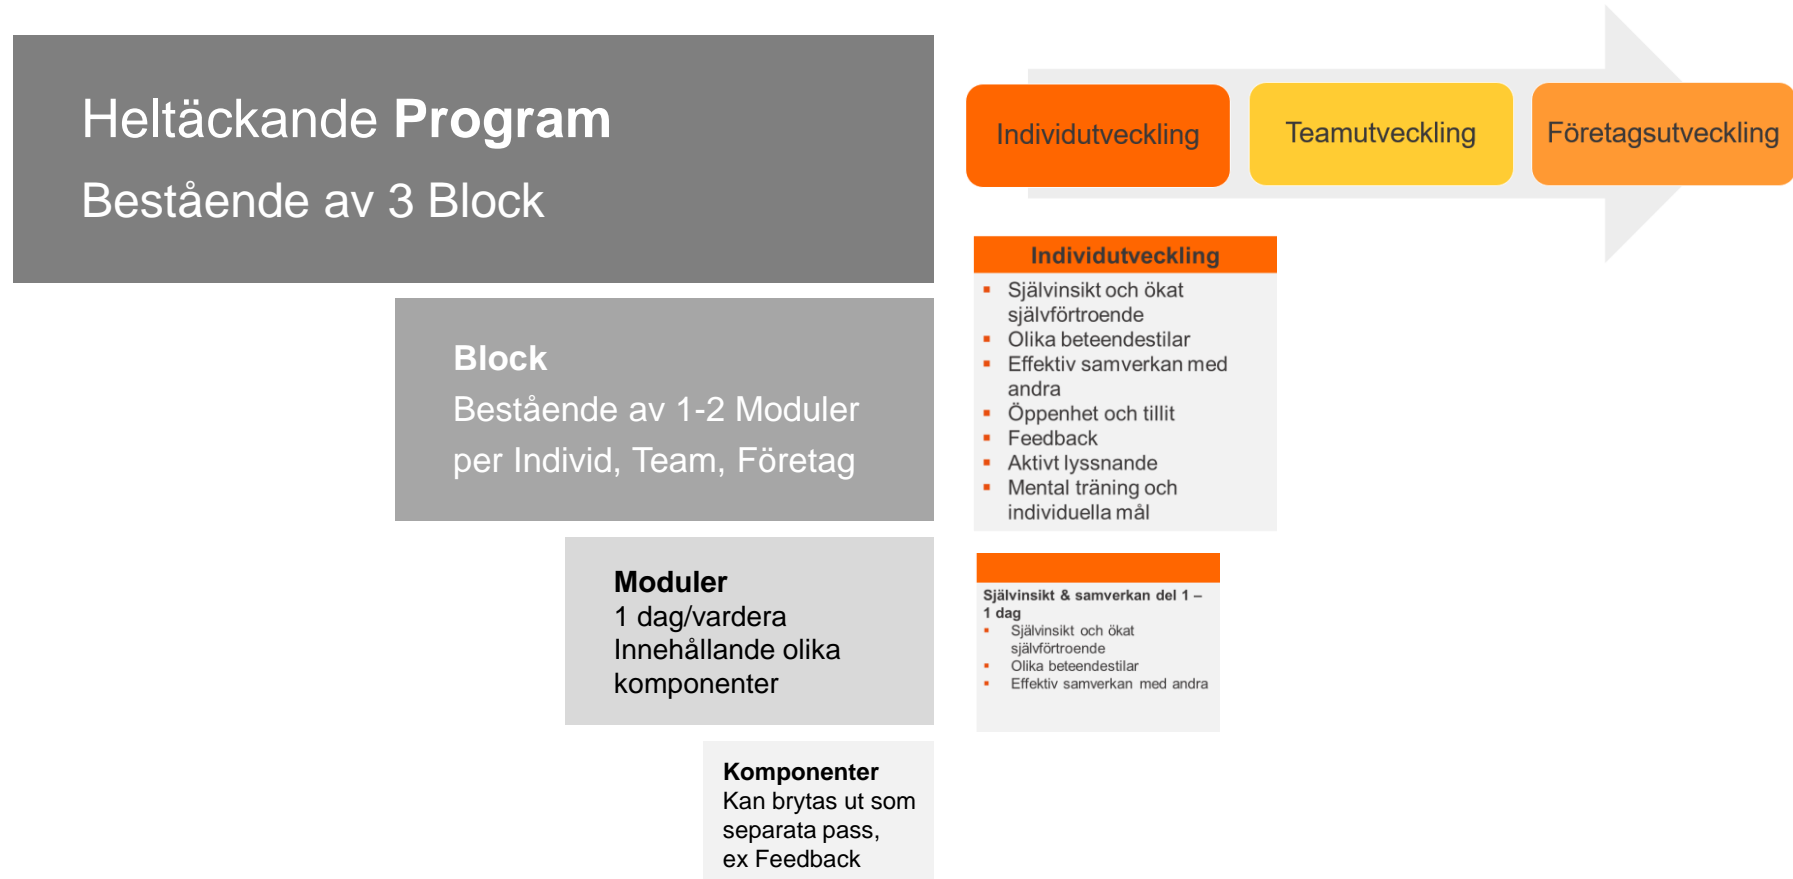 Heltäckande Program
Bestående av 3 Block
Individutveckling
Teamutveckling
Företagsutveckling
Individutveckling
▪ Självinsikt och ökat
självförtroende
▪ Olika beteendestilar
▪ Effektiv samverkan med
andra
▪ Öppenhet och tillit
▪ Feedback
▪ Aktivt lyssnande
▪ Mental träning och
individuella mål
Block
Bestående av 1-2 Moduler
per Individ, Team, Företag
Moduler
1 dag/vardera
Innehållande olika
komponenter
Självinsikt & samverkan del 1 –
1 dag
▪ Självinsikt och ökat
självförtroende
▪ Olika beteendestilar
▪ Effektiv samverkan med andra
Komponenter
Kan brytas ut som
separata pass,
ex Feedback